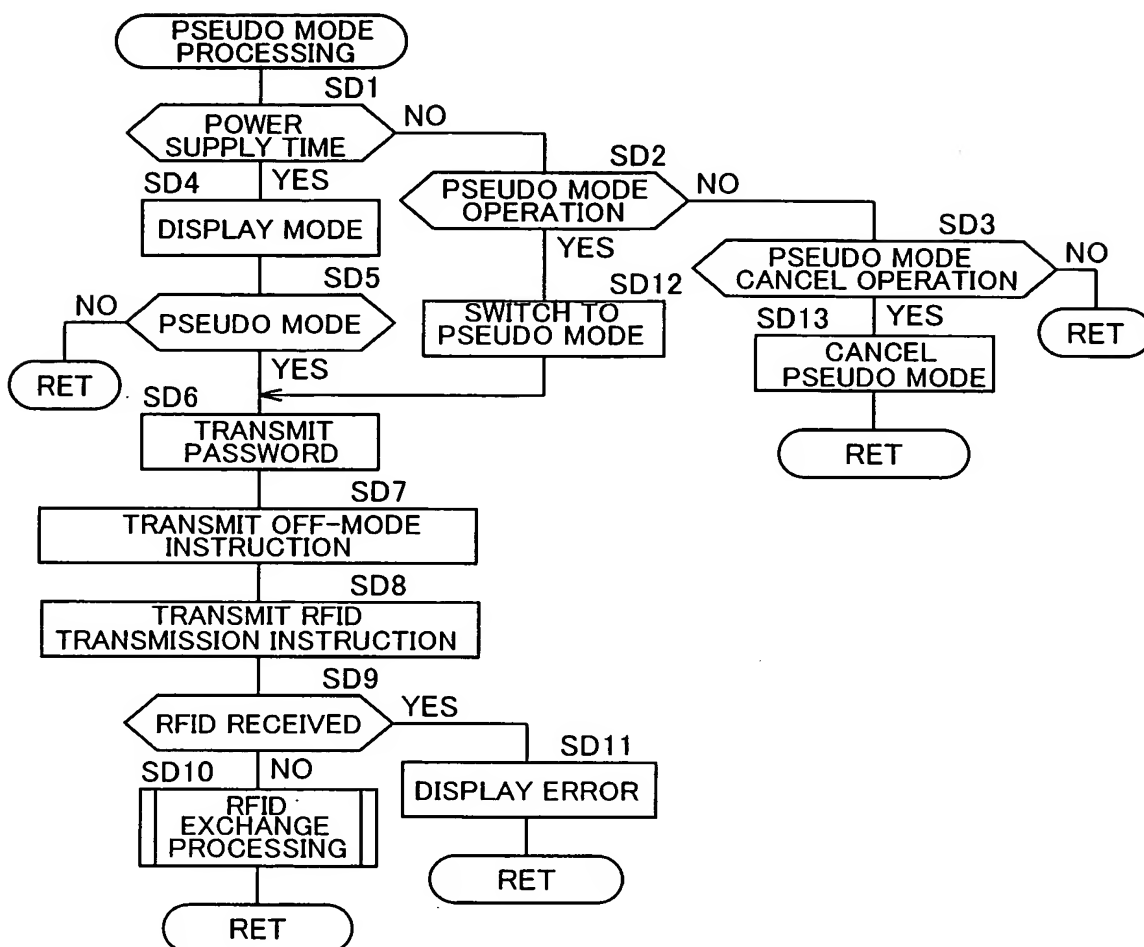 PSEUDO MODE
PROCESSING
SD1
POWER
SUPPLY TIME
NO
YES
SD2
PSEUDO MODE
OPERATION
NO
YES
SD3
PSEUDO MODE
CANCEL OPERATION
NO
RET
YES
SD4
DISPLAY MODE
SD5
PSEUDO MODE
NO
RET
YES
SD12
SWITCH TO
PSEUDO MODE
SD13
CANCEL
PSEUDO MODE
RET
SD6
TRANSMIT
PASSWORD
SD7
TRANSMIT OFF-MODE
INSTRUCTION
SD8
TRANSMIT RFID
TRANSMISSION INSTRUCTION
SD9
RFID RECEIVED
YES
NO
SD11
DISPLAY ERROR
RET
SD10
RFID
EXCHANGE
PROCESSING
RET